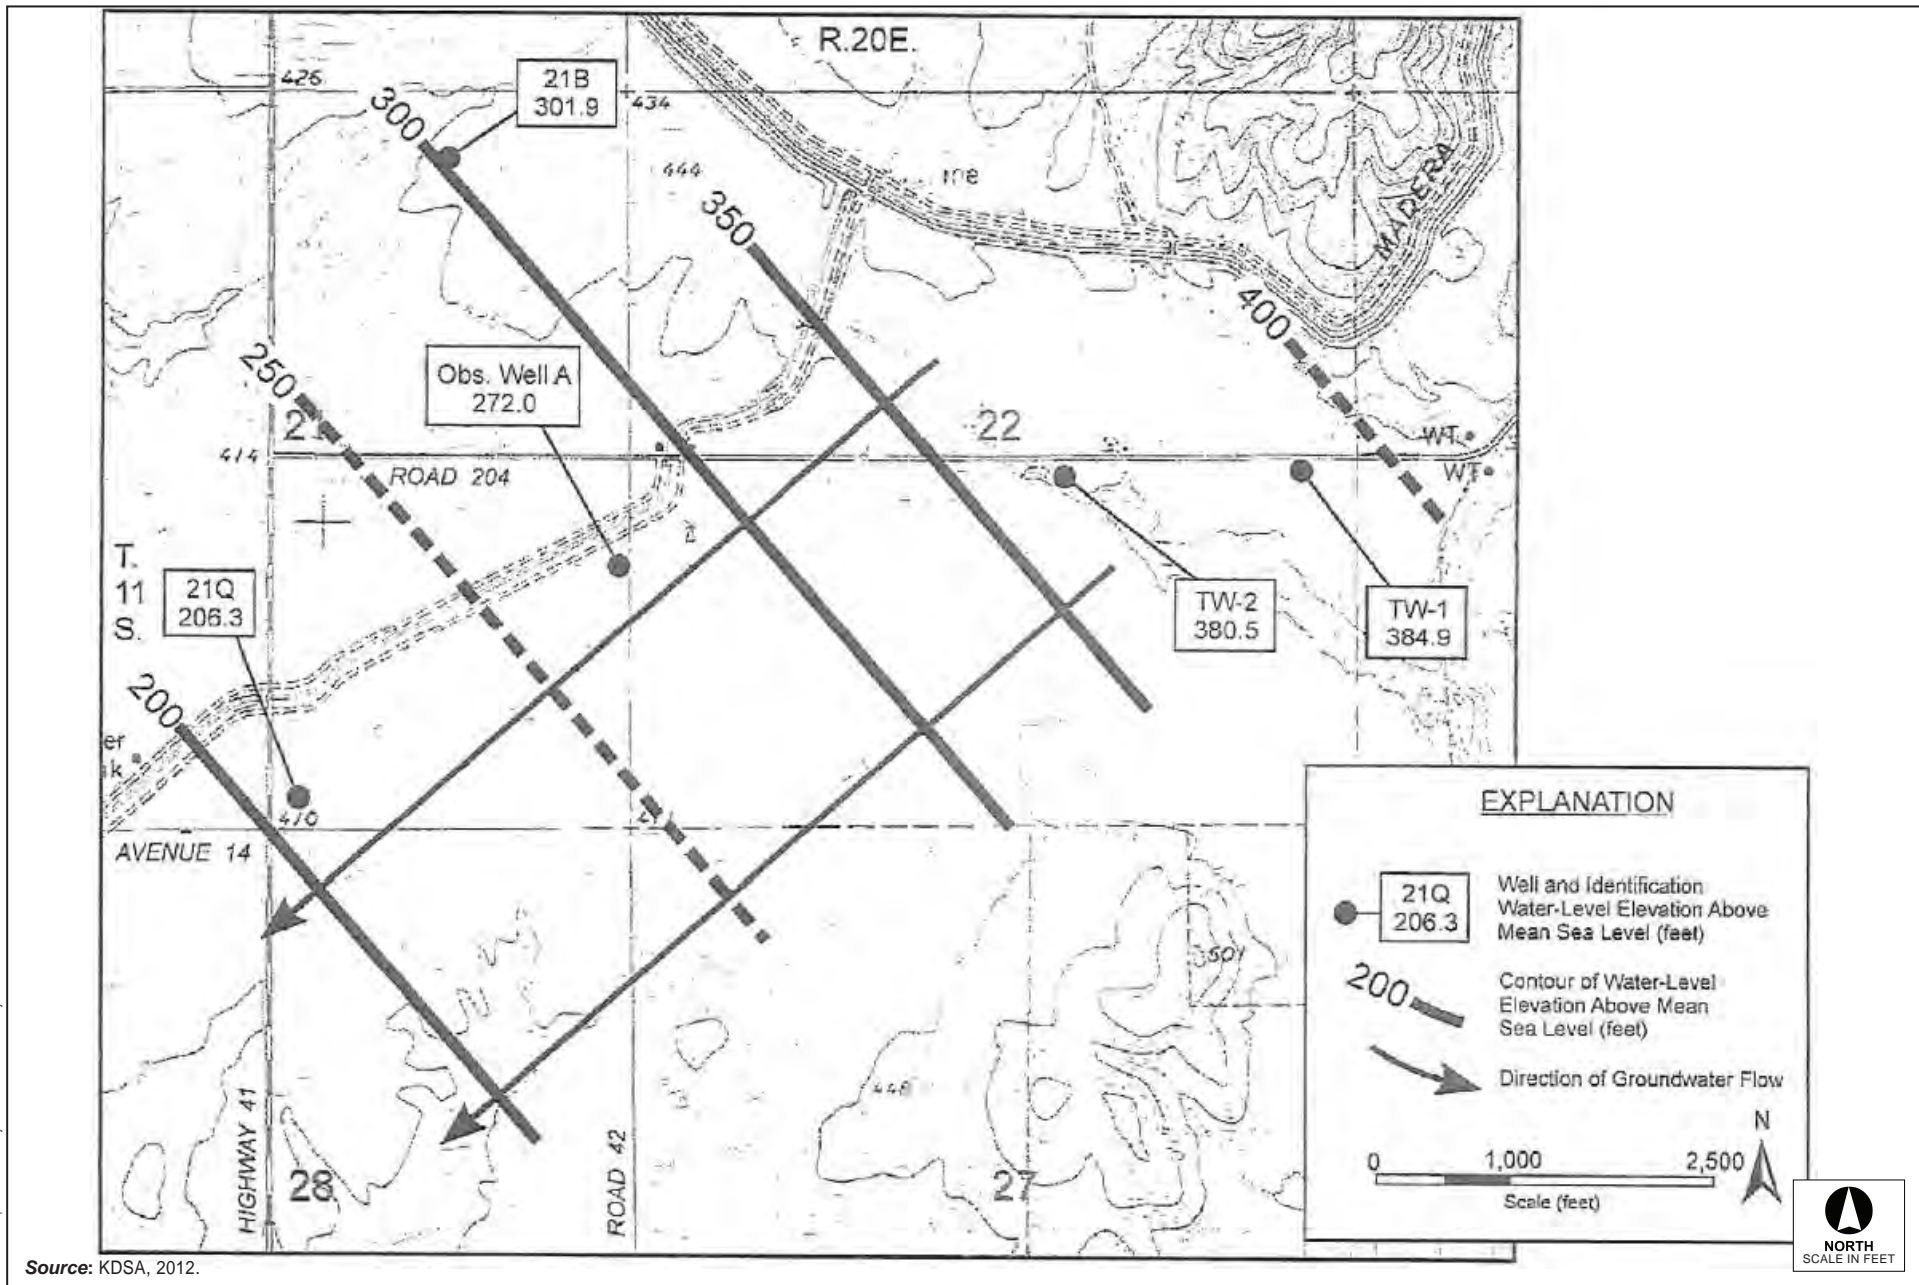 R.20E.
426
21B
301.9
434
300
444
350
MADERA
400
250
Obs. Well A
272.0
21
22
WT
WT
414
ROAD 204
T.
11
S.
21Q
206.3
TW-2
380.5
TW-1
384.9
200
er
k
410
AVENUE 14
EXPLANATION
21Q
206.3
Well and Identification
Water-Level Elevation Above
Mean Sea Level (feet)
501
200
Contour of Water-Level
Elevation Above Mean
Sea Level (feet)
Direction of Groundwater Flow
448
N
0 1,000 2,500
Scale (feet)
HIGHWAY 41
28
ROAD 42
27
NORTH
SCALE IN FEET
Source: KDSA, 2012.